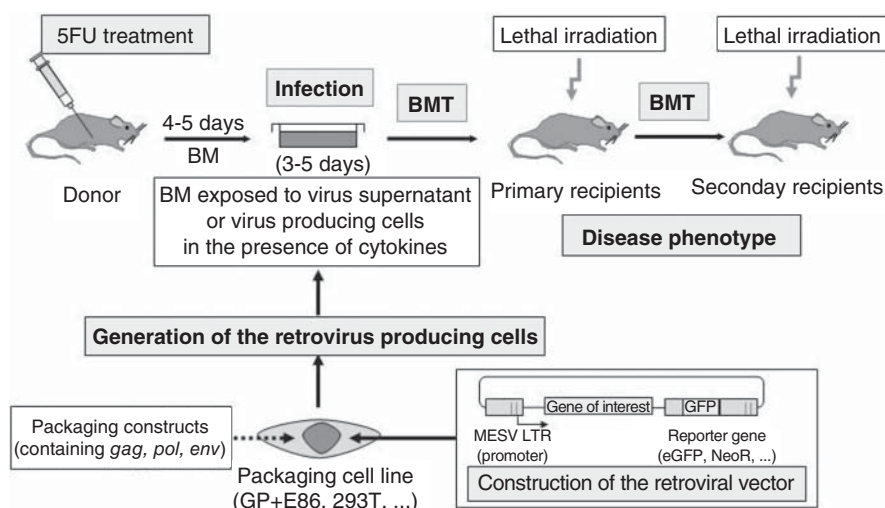 5FU treatment
Lethal irradiation
Lethal irradiation
Infection
BMT
BMT
4-5 days
BM
(3-5 days)
Donor
Primary recipients
Seconday recipients
BM exposed to virus supernatant
or virus producing cells
in the presence of cytokines
Disease phenotype
Generation of the retrovirus producing cells
Packaging constructs
(containing gag, pol, env)
Packaging cell line
(GP+E86, 293T, ...)
Gene of interest
GFP
MESV LTR
(promoter)
Reporter gene
(eGFP, NeoR, ...)
Construction of the retroviral vector